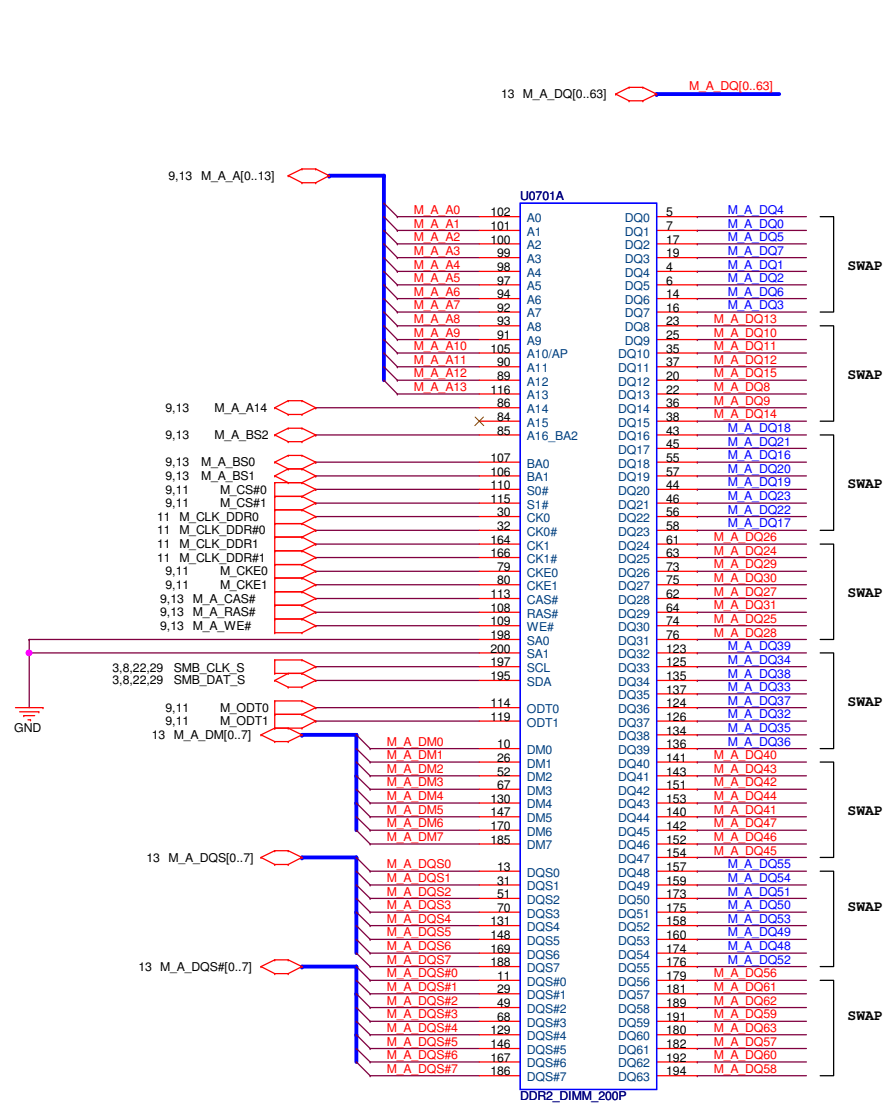 13 M_A_DQ[0..63] M_A_DQ[0..63]
9,13 M_A_A[0..13]
U0701A
M_A_A0 102 A0 DQ0 5 M_A_DQ4
M_A_A1 101 A1 DQ1 7 M_A_DQ0
M_A_A2 100 A2 DQ2 17 M_A_DQ5
M_A_A3 99 A3 DQ3 19 M_A_DQ7
M_A_A4 98 A4 DQ4 4 M_A_DQ1 SWAP
M_A_A5 97 A5 DQ5 6 M_A_DQ2
M_A_A6 94 A6 DQ6 14 M_A_DQ6
M_A_A7 92 A7 DQ7 16 M_A_DQ3
M_A_A8 93 A8 DQ8 23 M_A_DQ13
M_A_A9 91 A9 DQ9 25 M_A_DQ10
M_A_A10 105 A10/AP DQ10 35 M_A_DQ11
M_A_A11 90 A11 DQ11 37 M_A_DQ12
M_A_A12 89 A12 DQ12 20 M_A_DQ15 SWAP
M_A_A13 116 A13 DQ13 22 M_A_DQ8
9,13 M_A_A14 86 A14 DQ14 36 M_A_DQ9
84 A15 DQ15 38 M_A_DQ14
9,13 M_A_BS2 85 A16_BA2 DQ16 43 M_A_DQ18
DQ17 45 M_A_DQ21
9,13 M_A_BS0 107 BA0 DQ18 55 M_A_DQ16
9,13 M_A_BS1 106 BA1 DQ19 57 M_A_DQ20
9,11 M_CS#0 110 S0# DQ20 44 M_A_DQ19 SWAP
9,11 M_CS#1 115 S1# DQ21 46 M_A_DQ23
11 M_CLK_DDR0 30 CK0 DQ22 56 M_A_DQ22
11 M_CLK_DDR#0 32 CK0# DQ23 58 M_A_DQ17
11 M_CLK_DDR1 164 CK1 DQ24 61 M_A_DQ26
11 M_CLK_DDR#1 166 CK1# DQ25 63 M_A_DQ24
9,11 M_CKE0 79 CKE0 DQ26 73 M_A_DQ29
9,11 M_CKE1 80 CKE1 DQ27 75 M_A_DQ30
9,13 M_A_CAS# 113 CAS# DQ28 62 M_A_DQ27 SWAP
9,13 M_A_RAS# 108 RAS# DQ29 64 M_A_DQ31
9,13 M_A_WE# 109 WE# DQ30 74 M_A_DQ25
198 SA0 DQ31 76 M_A_DQ28
200 SA1 DQ32 123 M_A_DQ39
3,8,22,29 SMB_CLK_S 197 SCL DQ33 125 M_A_DQ34
3,8,22,29 SMB_DAT_S 195 SDA DQ34 135 M_A_DQ38
DQ35 137 M_A_DQ33
9,11 M_ODT0 114 ODT0 DQ36 124 M_A_DQ37 SWAP
9,11 M_ODT1 119 ODT1 DQ37 126 M_A_DQ32
GND
13 M_A_DM[0..7] DQ38 134 M_A_DQ35
M_A_DM0 10 DM0 DQ39 136 M_A_DQ36
M_A_DM1 26 DM1 DQ40 141 M_A_DQ40
M_A_DM2 52 DM2 DQ41 143 M_A_DQ43
M_A_DM3 67 DM3 DQ42 151 M_A_DQ42
M_A_DM4 130 DM4 DQ43 153 M_A_DQ44
M_A_DM5 147 DM5 DQ44 140 M_A_DQ41 SWAP
M_A_DM6 170 DM6 DQ45 142 M_A_DQ47
M_A_DM7 185 DM7 DQ46 152 M_A_DQ46
13 M_A_DQS[0..7] DQ47 154 M_A_DQ45
M_A_DQS0 13 DQS0 DQ48 157 M_A_DQ55
M_A_DQS1 31 DQS1 DQ49 159 M_A_DQ54
M_A_DQS2 51 DQS2 DQ50 173 M_A_DQ51
M_A_DQS3 70 DQS3 DQ51 175 M_A_DQ50 SWAP
M_A_DQS4 131 DQS4 DQ52 158 M_A_DQ53
M_A_DQS5 148 DQS5 DQ53 160 M_A_DQ49
M_A_DQS6 169 DQS6 DQ54 174 M_A_DQ48
M_A_DQS7 188 DQS7 DQ55 176 M_A_DQ52
13 M_A_DQS#[0..7]
M_A_DQS#0 11 DQS#0 DQ56 179 M_A_DQ56
M_A_DQS#1 29 DQS#1 DQ57 181 M_A_DQ61
M_A_DQS#2 49 DQS#2 DQ58 189 M_A_DQ62
M_A_DQS#3 68 DQS#3 DQ59 191 M_A_DQ59 SWAP
M_A_DQS#4 129 DQS#4 DQ60 180 M_A_DQ63
M_A_DQS#5 146 DQS#5 DQ61 182 M_A_DQ57
M_A_DQS#6 167 DQS#6 DQ62 192 M_A_DQ60
M_A_DQS#7 186 DQS#7 DQ63 194 M_A_DQ58
DDR2_DIMM_200P